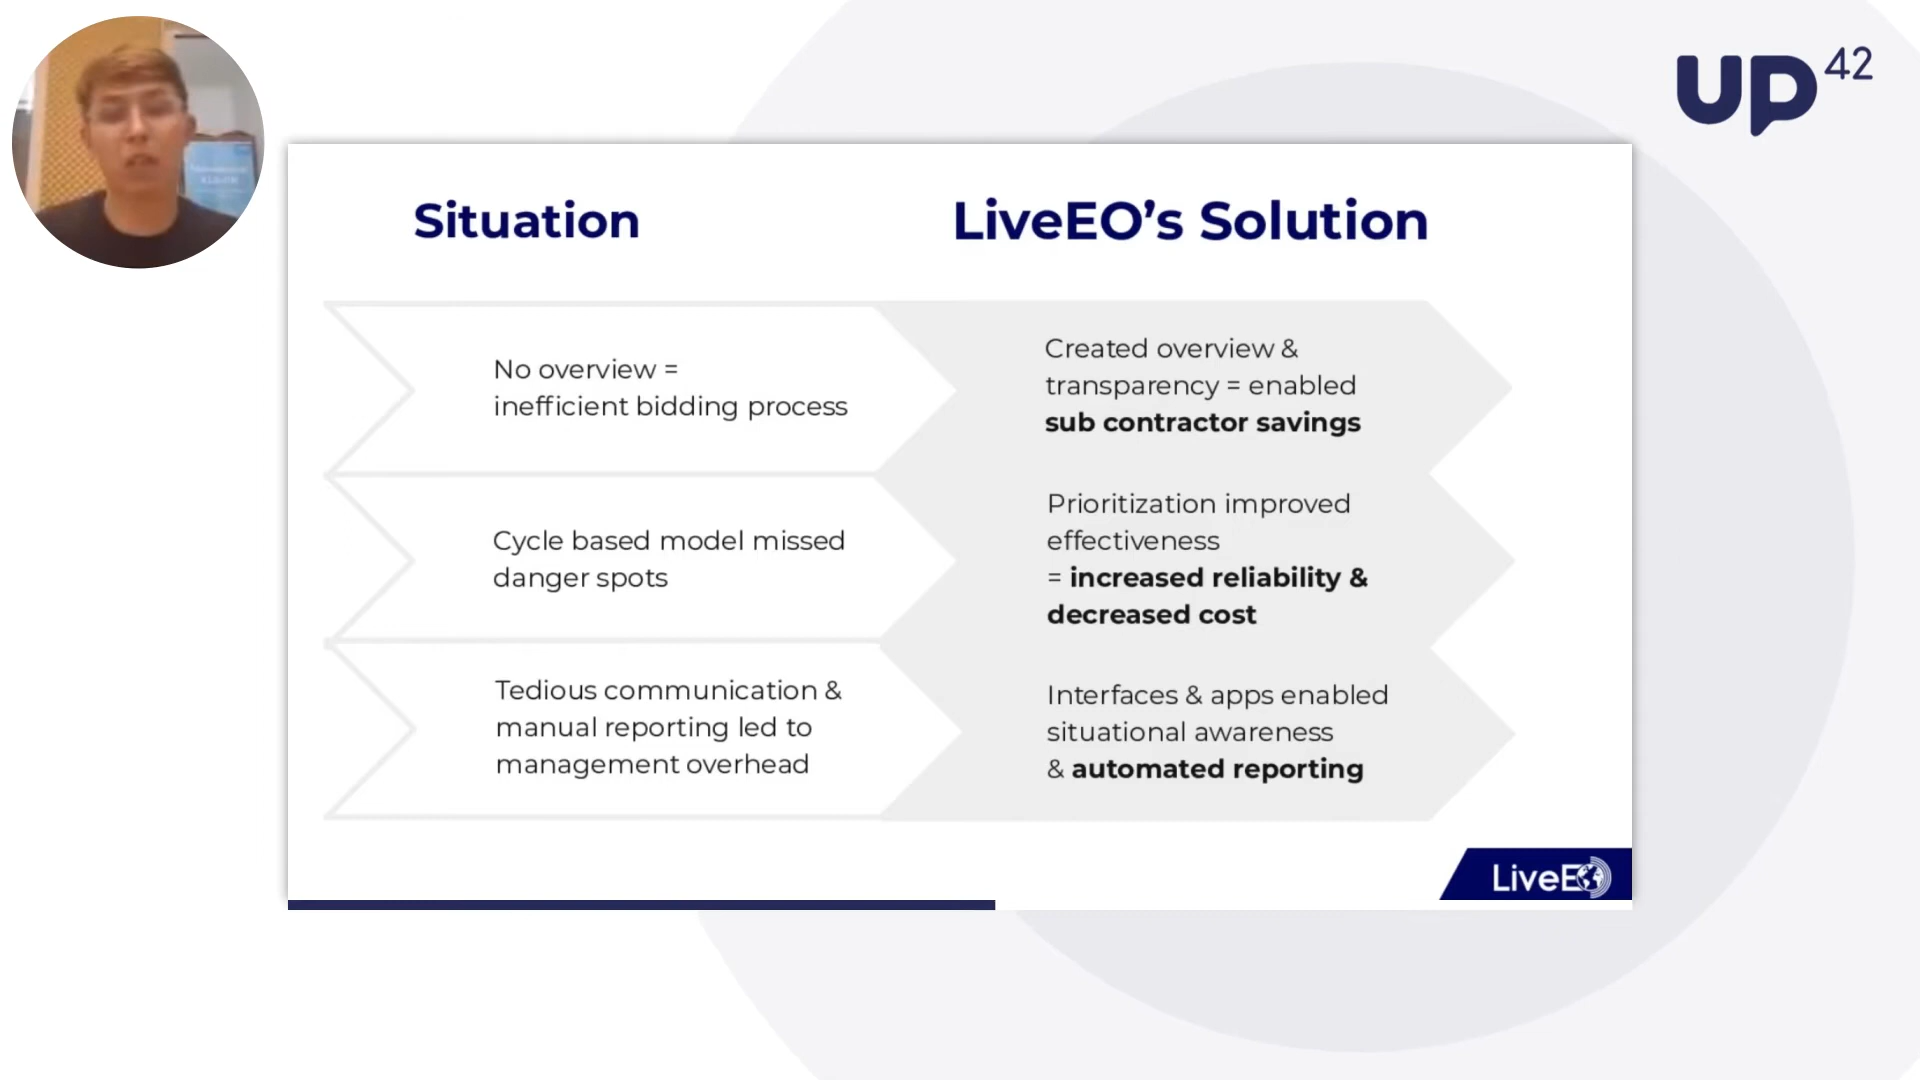 UP42
Situation
LiveEO’s Solution
No overview =
inefficient bidding process
Created overview &
transparency = enabled
sub contractor savings
Cycle based model missed
danger spots
Prioritization improved
effectiveness
= increased reliability &
decreased cost
Tedious communication &
manual reporting led to
management overhead
Interfaces & apps enabled
situational awareness
& automated reporting
LiveEO